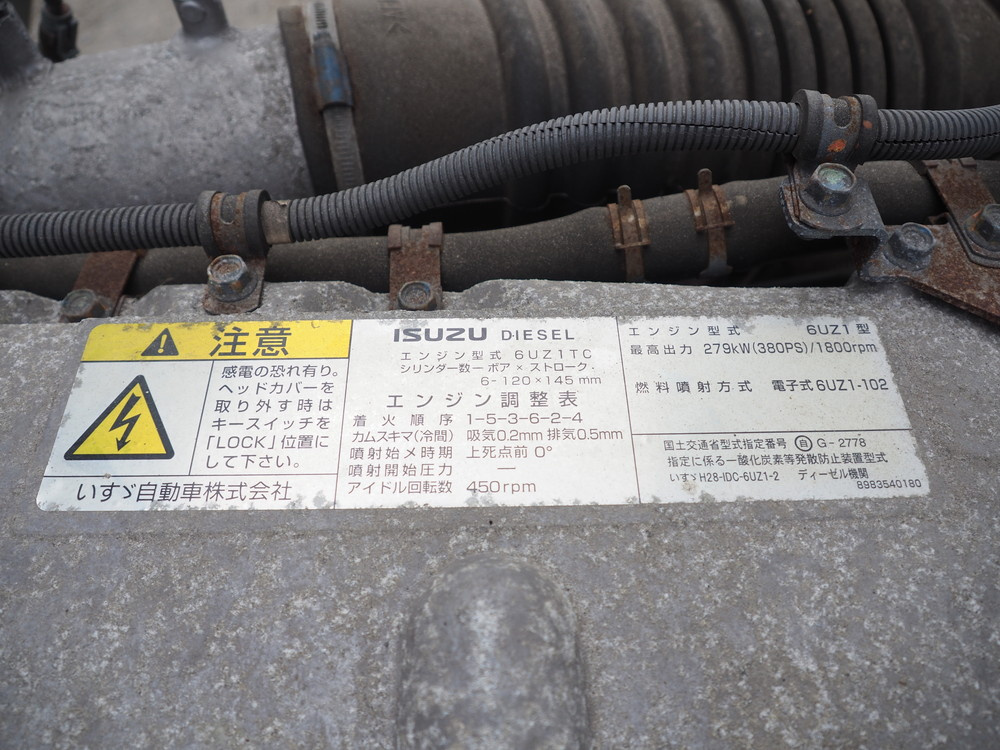 注意
感電の恐れ有り。
ヘッドカバーを
取り外す時は
キースイッチを
「LOCK」位置に
して下さい。
いすゞ自動車株式会社
ISUZU DIESEL
エンジン型式 6UZ1TC
シリンダー数ー ボア × ストローク・
6-120×145 mm
エンジン調整表
着火順序 1-5-3-6-2-4
カムスキマ(冷間) 吸気0.2mm 排気0.5mm
噴射始メ時期 上死点前 0°
噴射開始圧力 —
アイドル回転数 450rpm
エンジン型式 6UZ1型
最高出力 279kW(380PS)/1800rpm
燃料噴射方式 電子式6UZ1-102
国土交通省型式指定番号 自 G-2778
指定に係る一酸化炭素等発散防止装置型式
いすゞH28-IDC-6UZ1-2 ディーゼル機関
8983540180